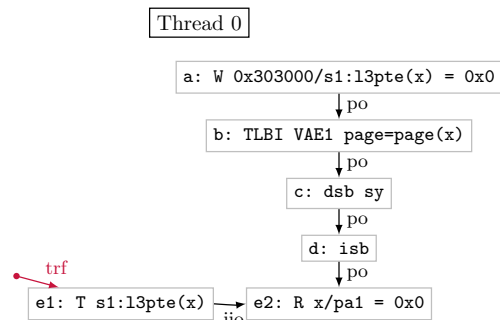 Thread 0
a: W 0x303000/s1:l3pte(x) = 0x0
po
b: TLBI VAE1 page=page(x)
po
c: dsb sy
po
d: isb
trf
po
e1: T s1:l3pte(x)
e2: R x/pa1 = 0x0
iio